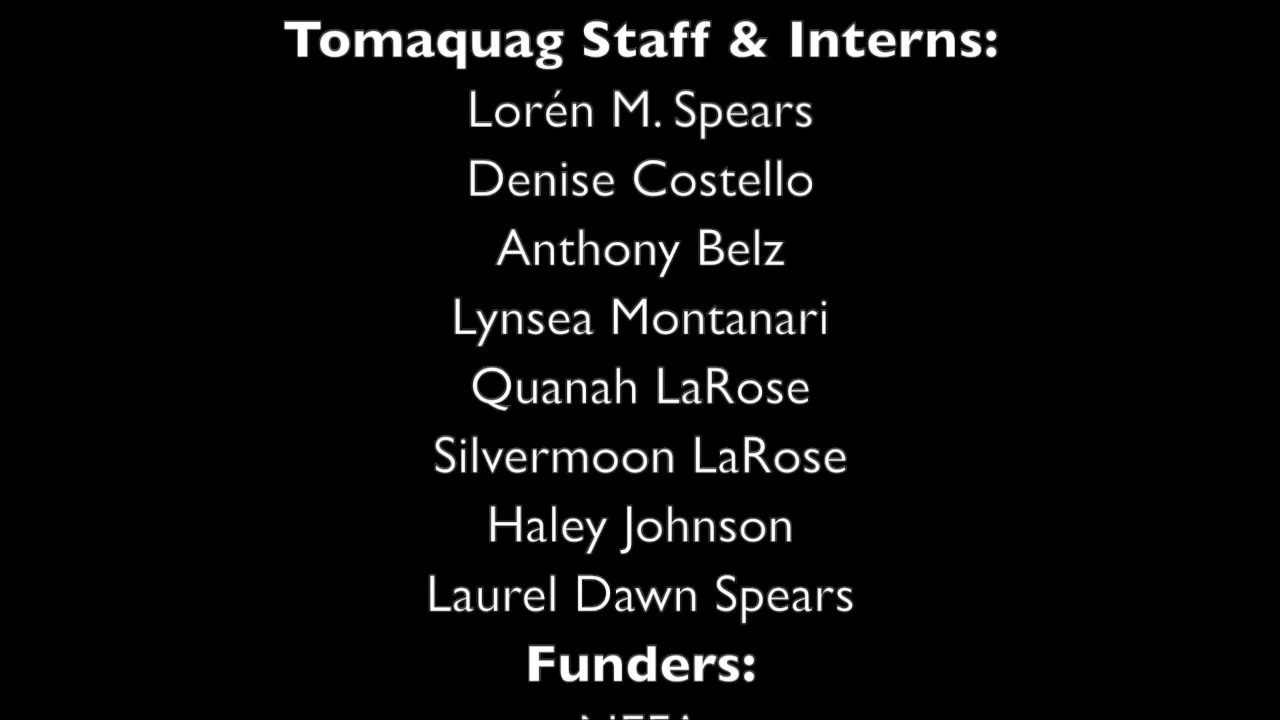 Tomaquag Staff & Interns:
Lorén M. Spears
Denise Costello
Anthony Belz
Lynsea Montanari
Quanah LaRose
Silvermoon LaRose
Haley Johnson
Laurel Dawn Spears
Funders: